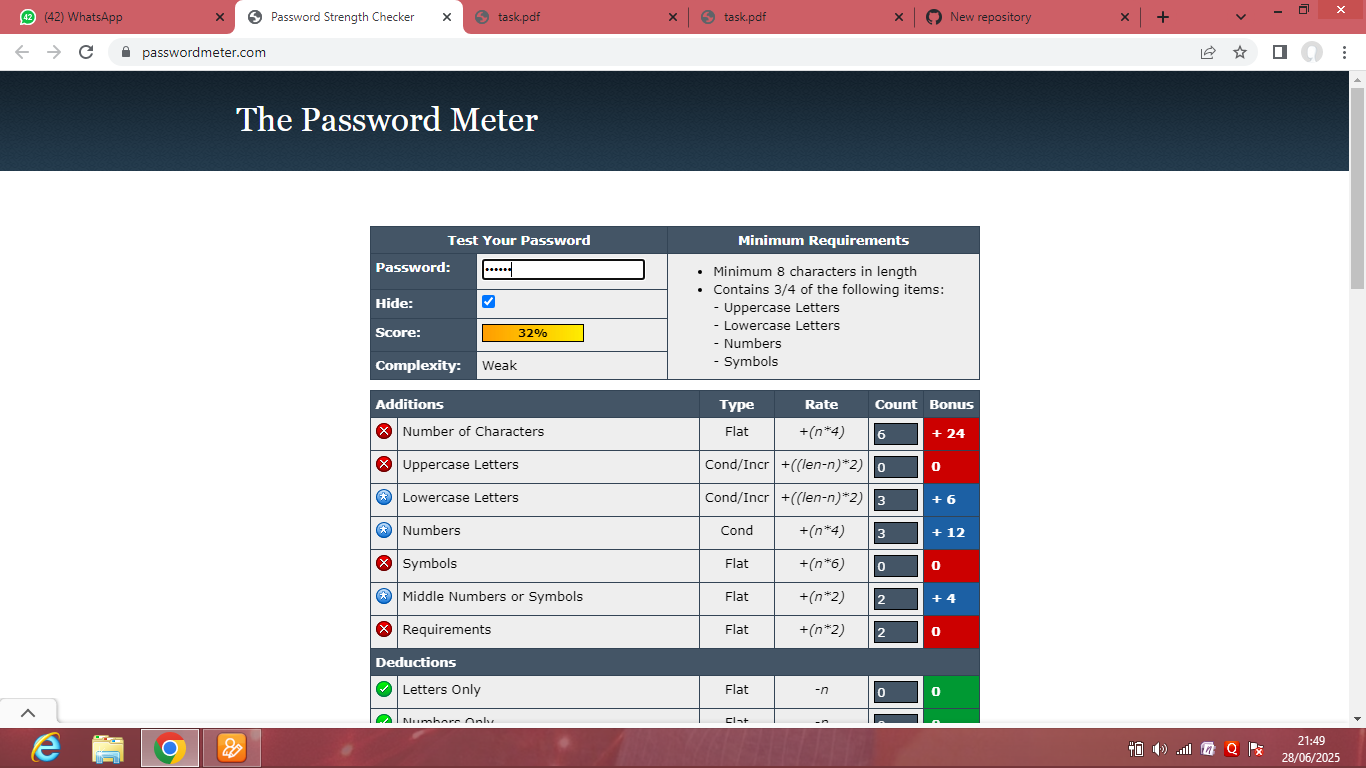 (42) WhatsApp
Password Strength Checker
task.pdf
task.pdf
New repository
passwordmeter.com
The Password Meter
Test Your Password
Minimum Requirements
Password: ••••••
Hide:
Score: 32%
Complexity: Weak
Minimum 8 characters in length
Contains 3/4 of the following items:
- Uppercase Letters
- Lowercase Letters
- Numbers
- Symbols
Additions Type Rate Count Bonus
Number of Characters Flat +(n*4) 6 + 24
Uppercase Letters Cond/Incr +((len-n)*2) 0 0
Lowercase Letters Cond/Incr +((len-n)*2) 3 + 6
Numbers Cond +(n*4) 3 + 12
Symbols Flat +(n*6) 0 0
Middle Numbers or Symbols Flat +(n*2) 2 + 4
Requirements Flat +(n*2) 2 0
Deductions
Letters Only Flat -n 0 0
Numbers Only Flat -n
21:49
28/06/2025